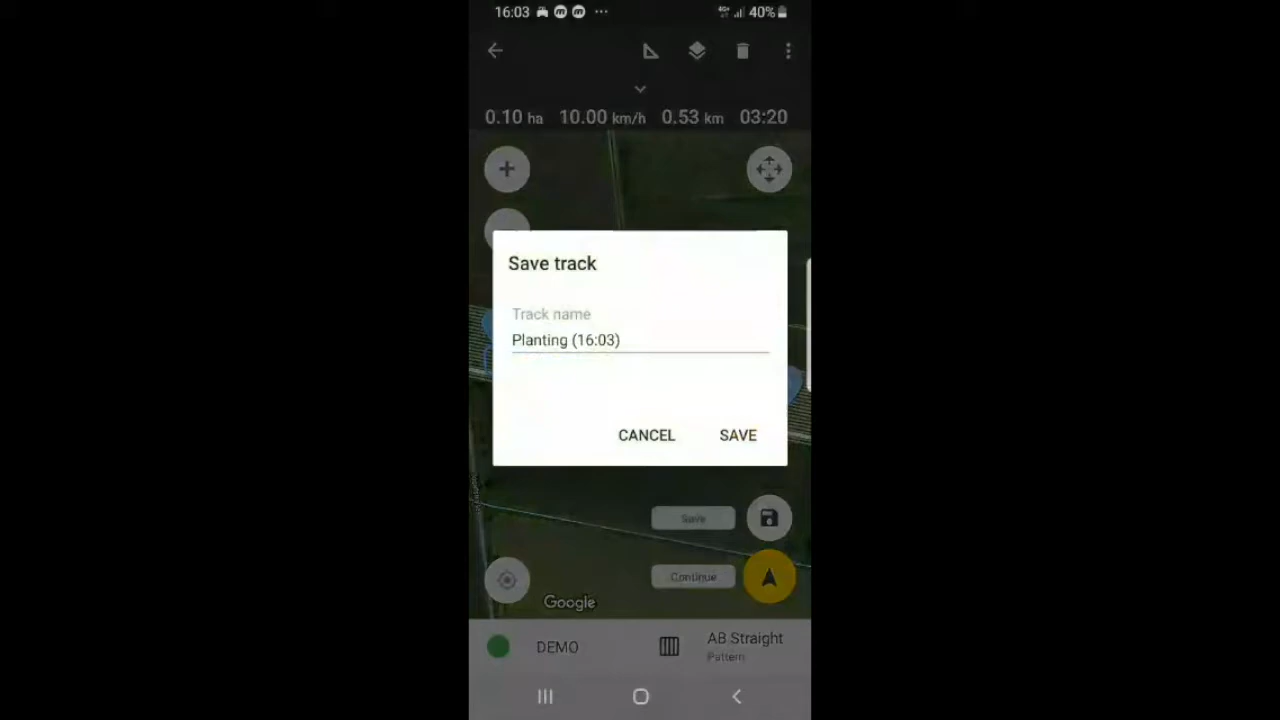 16:03 ... 4G+ 40%
0.10 ha 10.00 km/h 0.53 km 03:20
Save track
Track name
Planting (16:03)
CANCEL SAVE
Save
Continue
Google
DEMO
AB Straight
Pattern